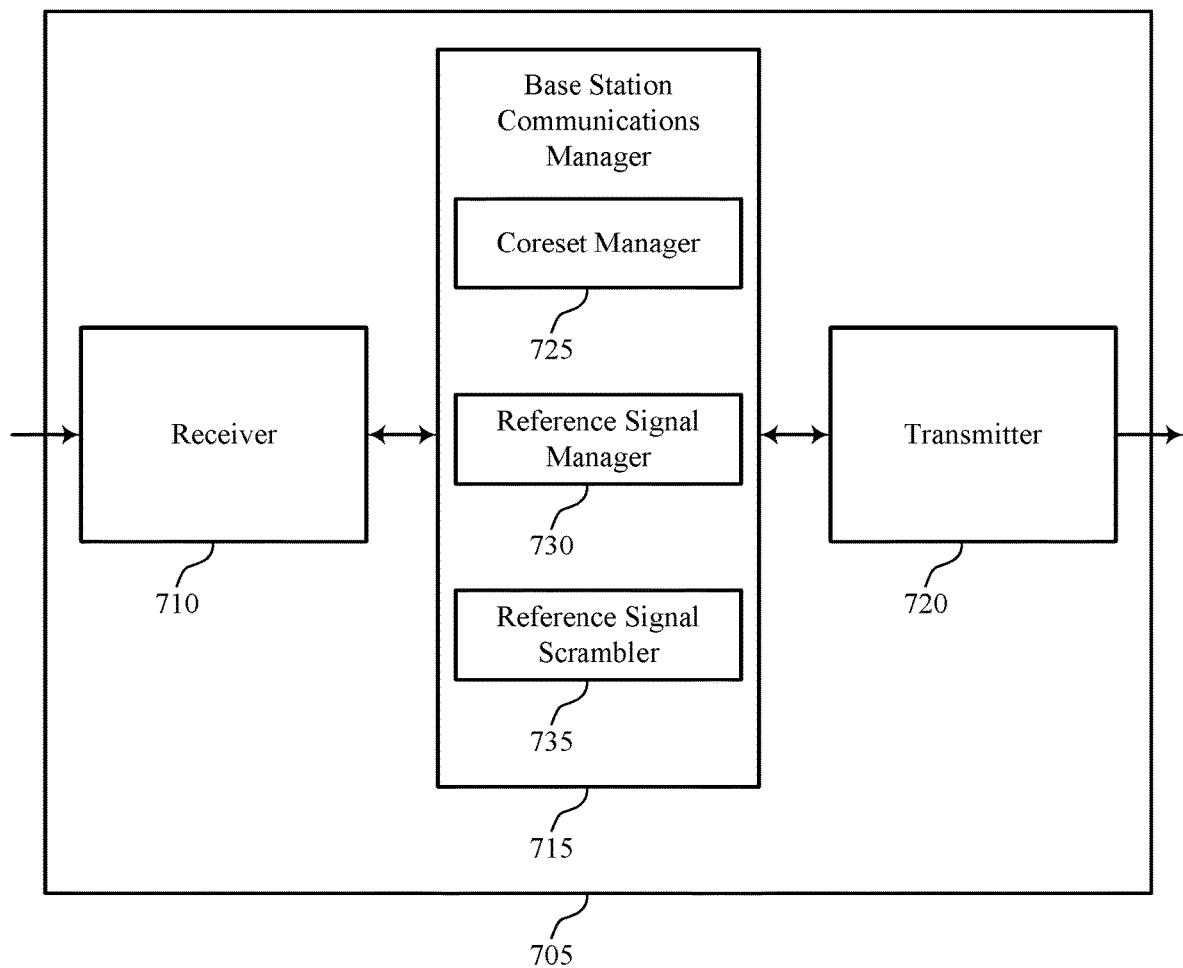 Base Station
Communications
Manager
Coreset Manager
725
Receiver
710
Reference Signal
Manager
730
Transmitter
720
Reference Signal
Scrambler
735
715
705